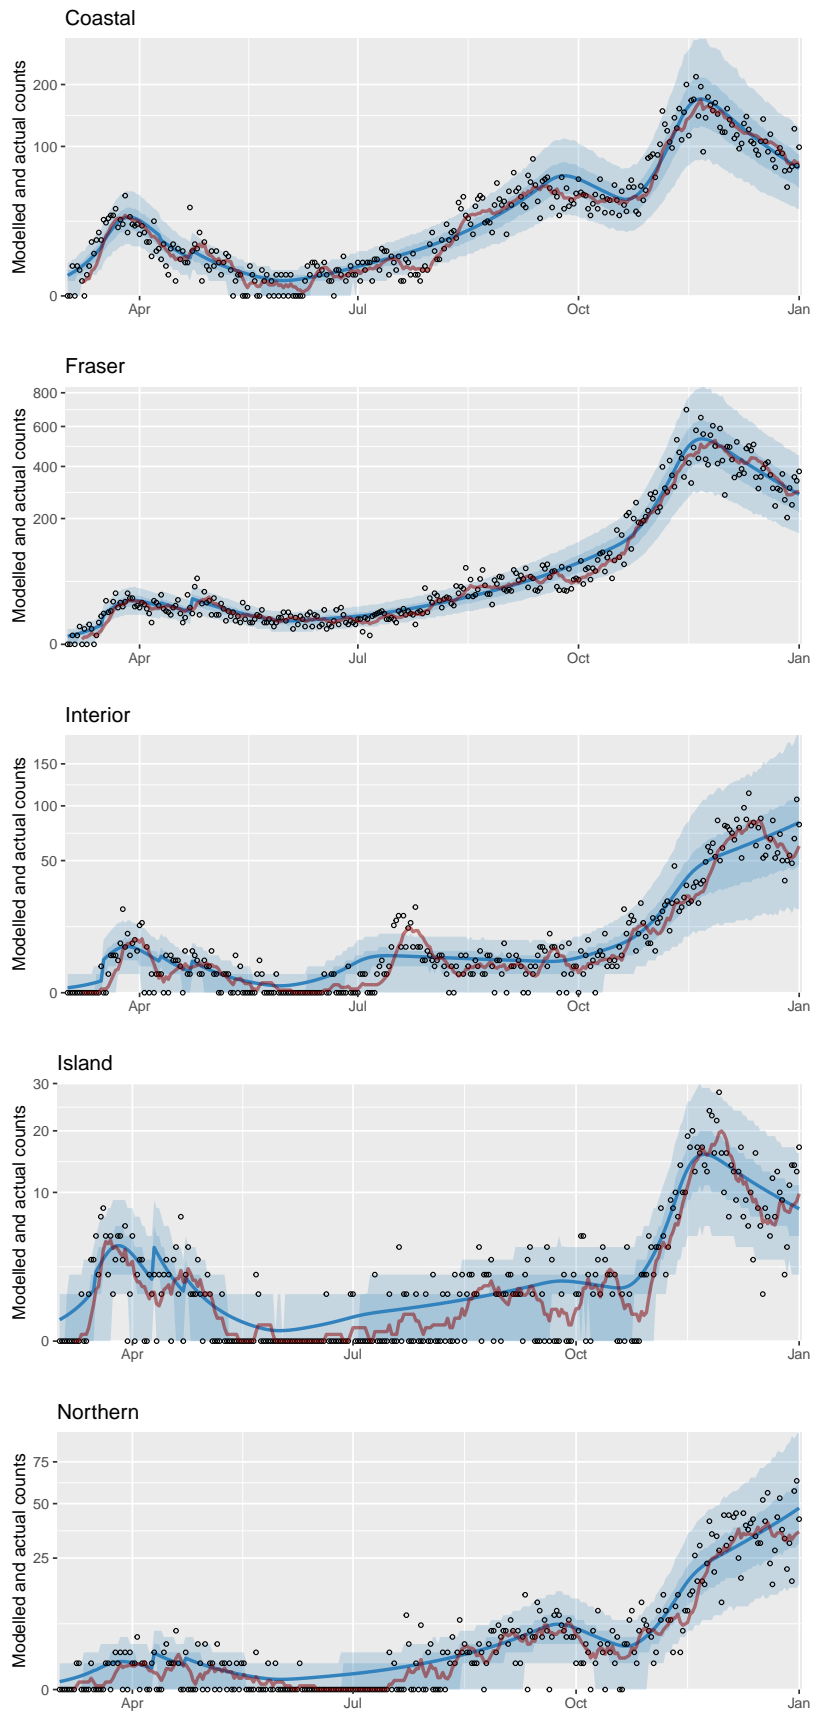 Coastal
Modelled and actual counts
200
100
0
Apr Jul Oct Jan
Fraser
Modelled and actual counts
800
600
400
200
0
Apr Jul Oct Jan
Interior
Modelled and actual counts
150
100
50
0
Apr Jul Oct Jan
Island
Modelled and actual counts
30
20
10
0
Apr Jul Oct Jan
Northern
Modelled and actual counts
75
50
25
0
Apr Jul Oct Jan